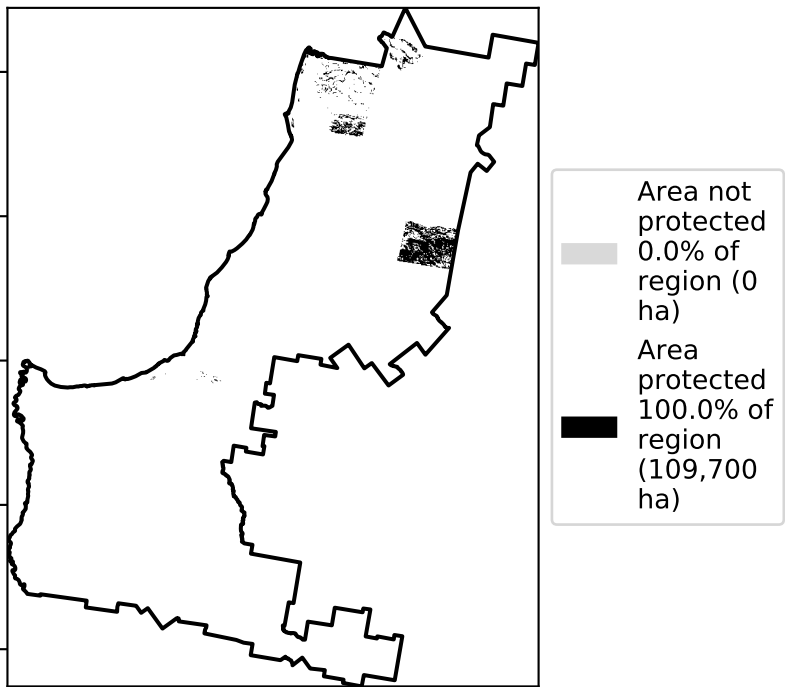 Area not
protected
0.0% of
region (0
ha)
Area
protected
100.0% of
region
(109,700
ha)